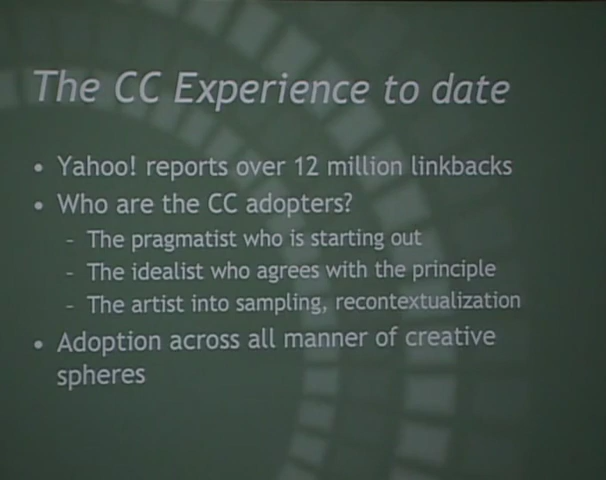 The CC Experience to date
• Yahoo! reports over 12 million linkbacks
• Who are the CC adopters?
– The pragmatist who is starting out
– The idealist who agrees with the principle
– The artist into sampling, recontextualization
• Adoption across all manner of creative
spheres